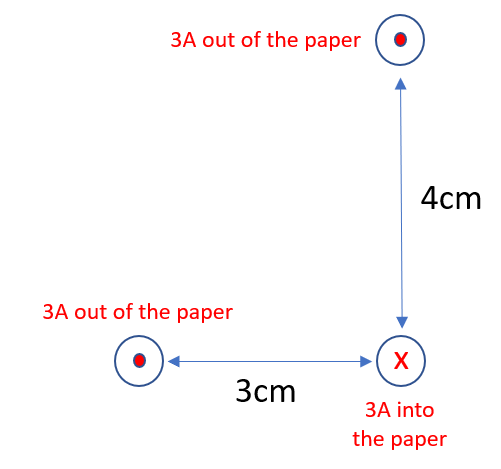 3A out of the paper
4cm
3A out of the paper
3cm
X
3A into
the paper